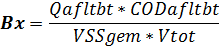 Bx = Qafltbt * CODafltbt
VSSgem * Vtot